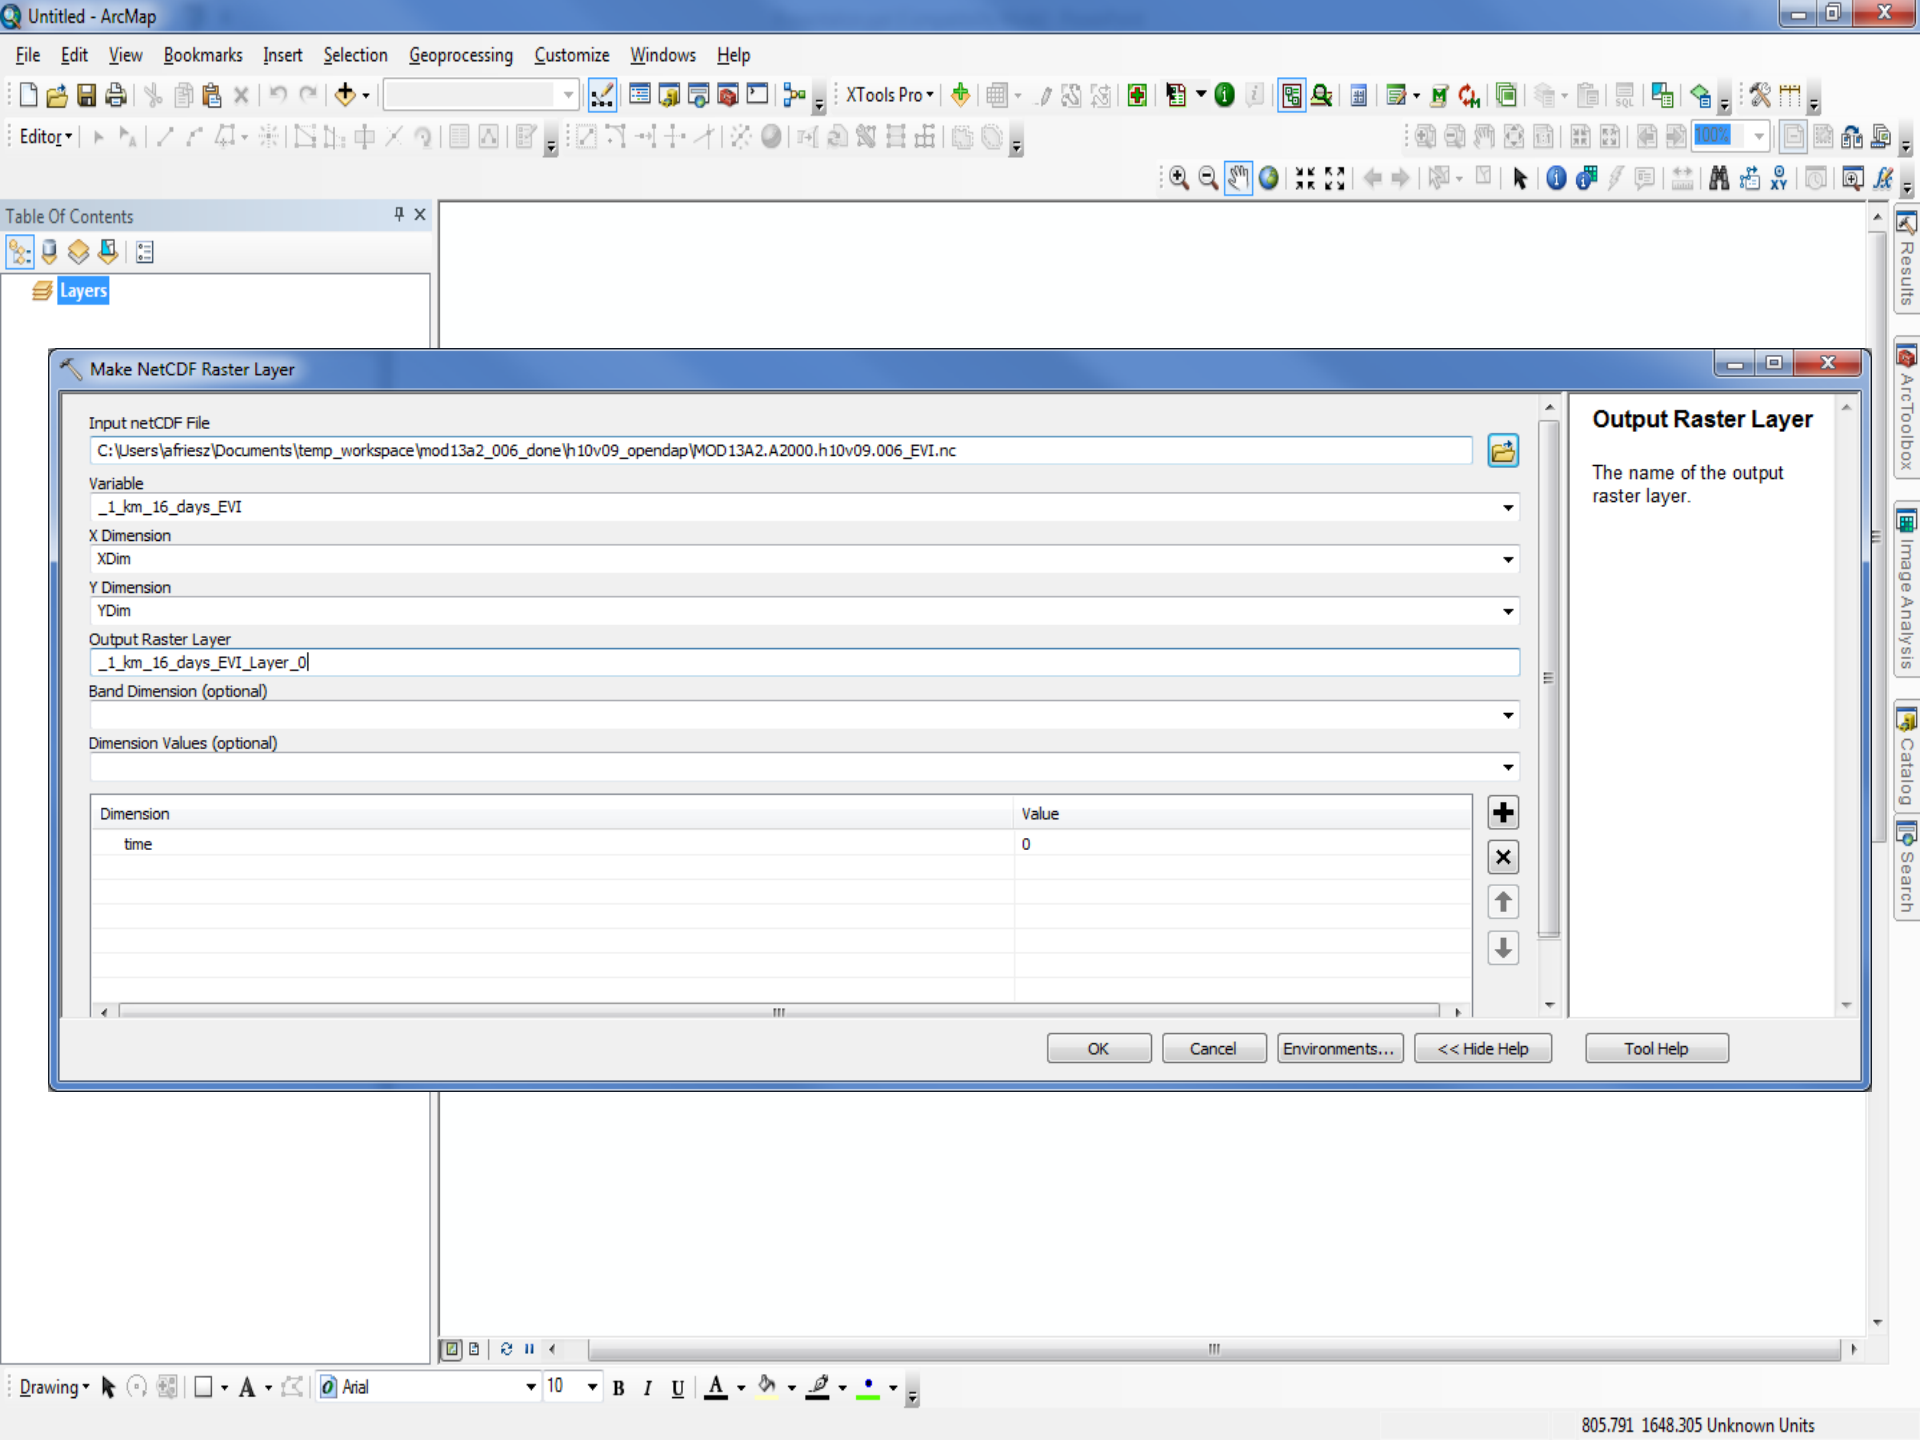 Untitled - ArcMap
File Edit View Bookmarks Insert Selection Geoprocessing Customize Windows Help
XTools Pro
SQL
Editor
1:1
100%
XY
Table Of Contents
Layers
Results
ArcToolbox
Image Analysis
Catalog
Search
Make NetCDF Raster Layer
Input netCDF File
C:\Users\afriesz\Documents\temp_workspace\mod13a2_006_done\h10v09_opendap\MOD13A2.A2000.h10v09.006_EVI.nc
Variable
_1_km_16_days_EVI
X Dimension
XDim
Y Dimension
YDim
Output Raster Layer
_1_km_16_days_EVI_Layer_0
Band Dimension (optional)
Dimension Values (optional)
Dimension Value
time 0
Output Raster Layer
The name of the output
raster layer.
OK Cancel Environments... << Hide Help Tool Help
Drawing A Arial 10 B I U A
805.791 1648.305 Unknown Units